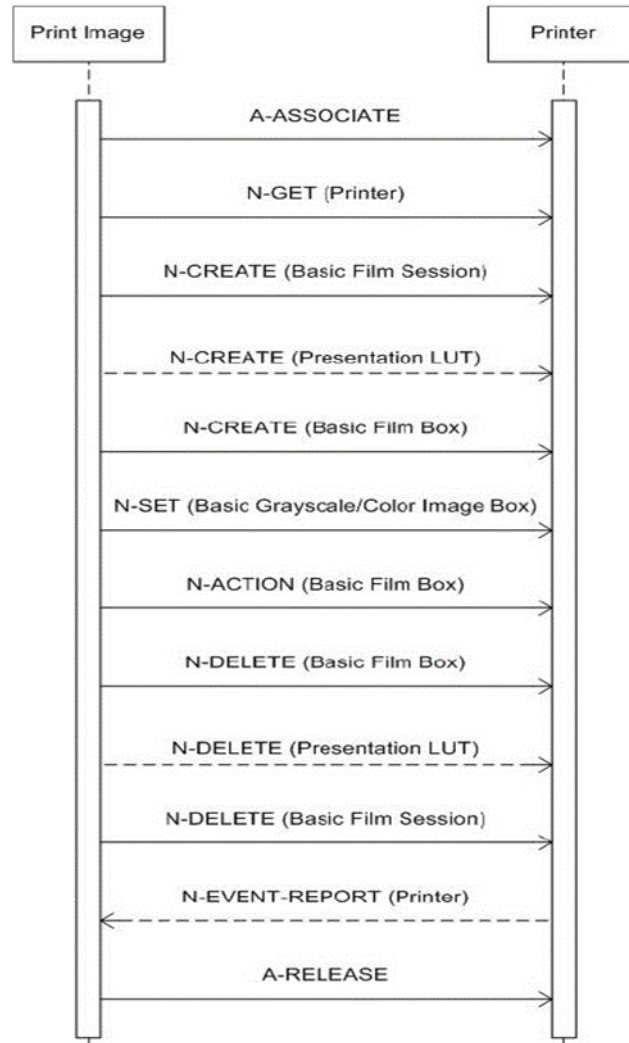 Print Image
Printer
A-ASSOCIATE
N-GET (Printer)
N-CREATE (Basic Film Session)
N-CREATE (Presentation LUT)
N-CREATE (Basic Film Box)
N-SET (Basic Grayscale/Color Image Box)
N-ACTION (Basic Film Box)
N-DELETE (Basic Film Box)
N-DELETE (Presentation LUT)
N-DELETE (Basic Film Session)
N-EVENT-REPORT (Printer)
A-RELEASE